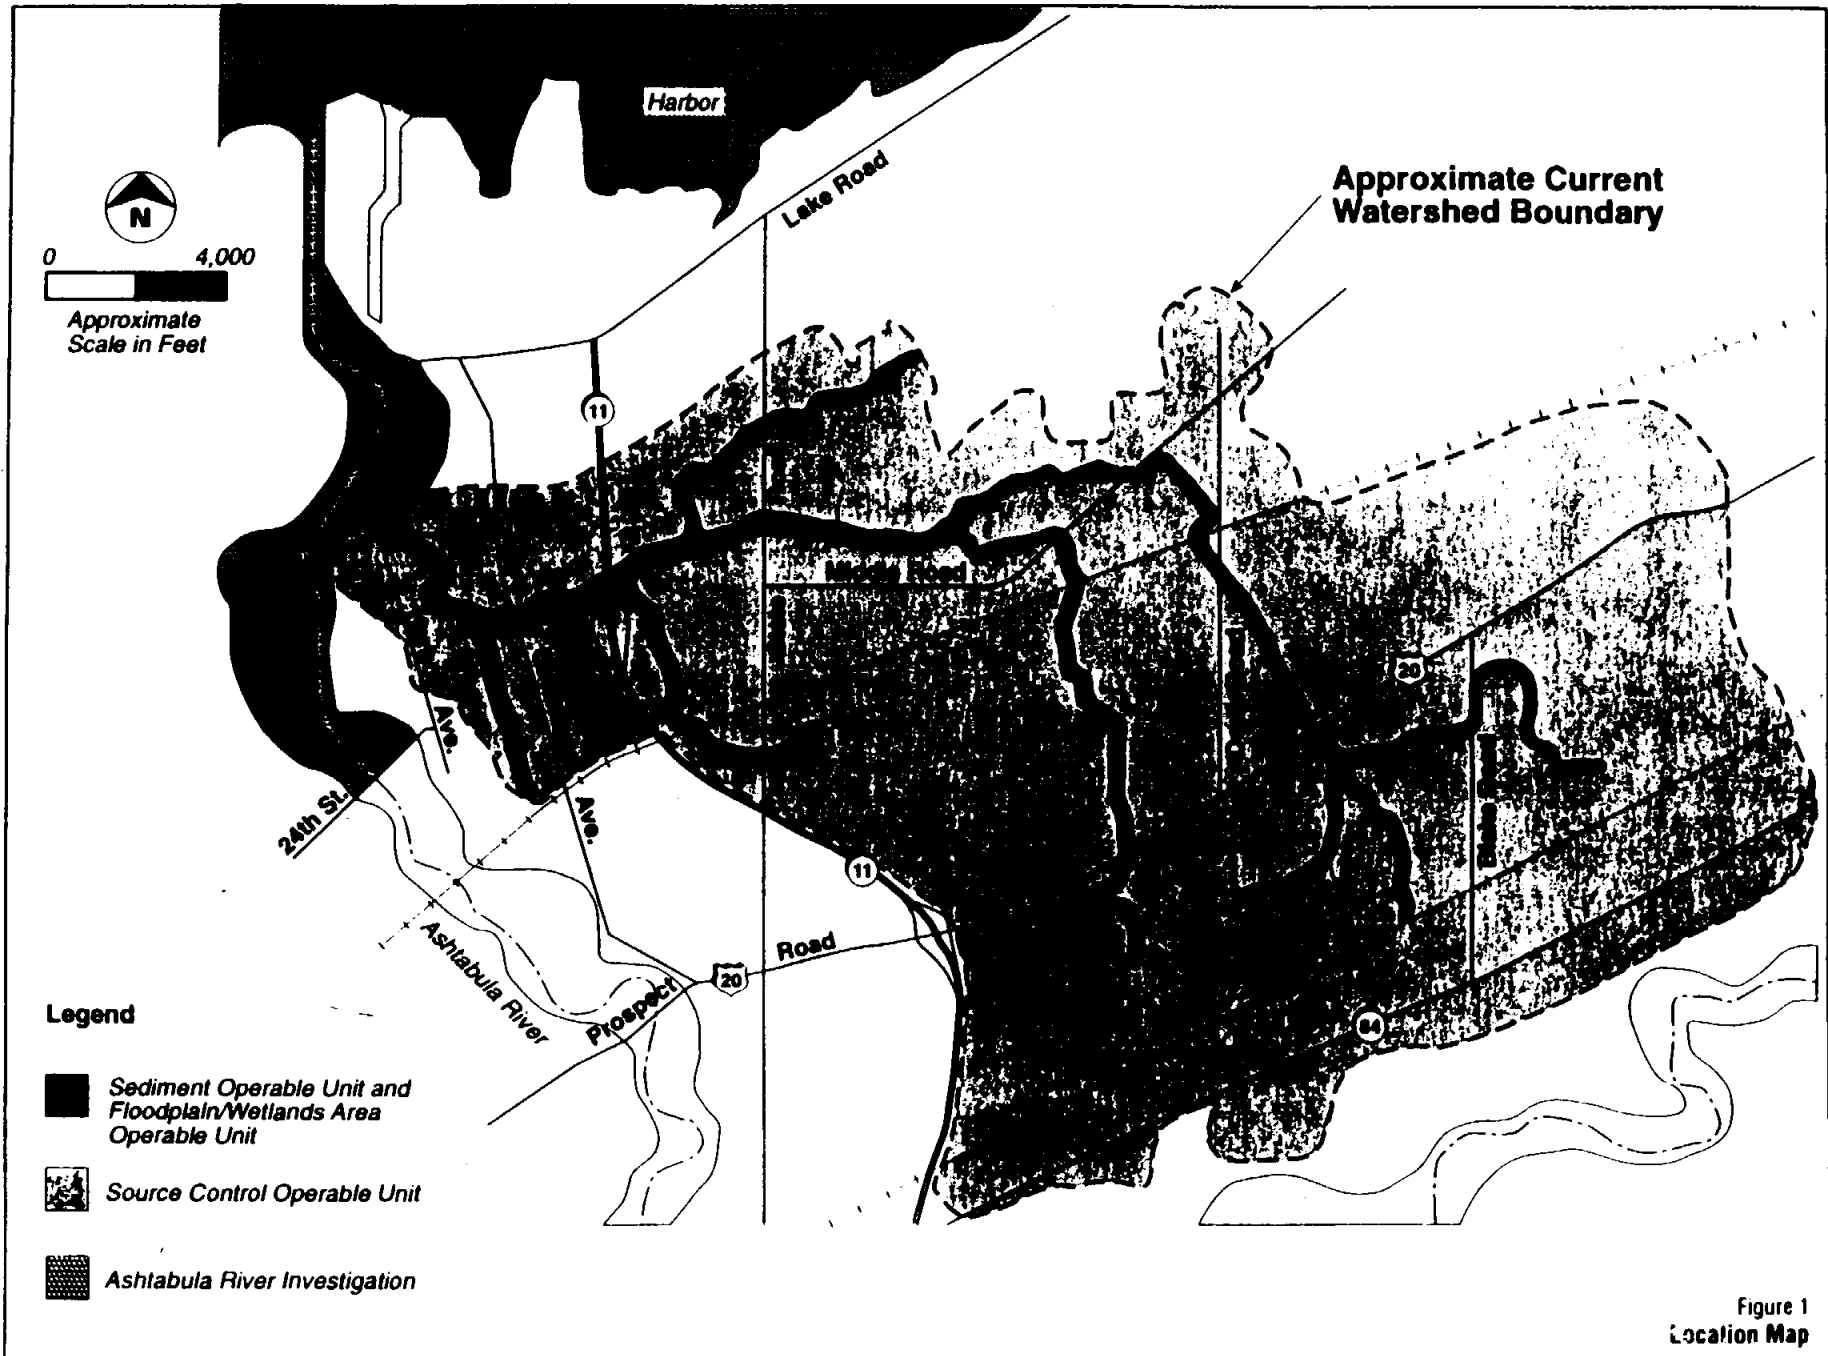 Harbor
Lake Road
Approximate Current
Watershed Boundary
N
0 4,000
Approximate
Scale in Feet
11
Middle Road
20
Ave.
24th St.
Ave.
11
Road
20
Prospect
Ashtabula River
84
Legend
Sediment Operable Unit and
Floodplain/Wetlands Area
Operable Unit
Source Control Operable Unit
Ashtabula River Investigation
Figure 1
Location Map